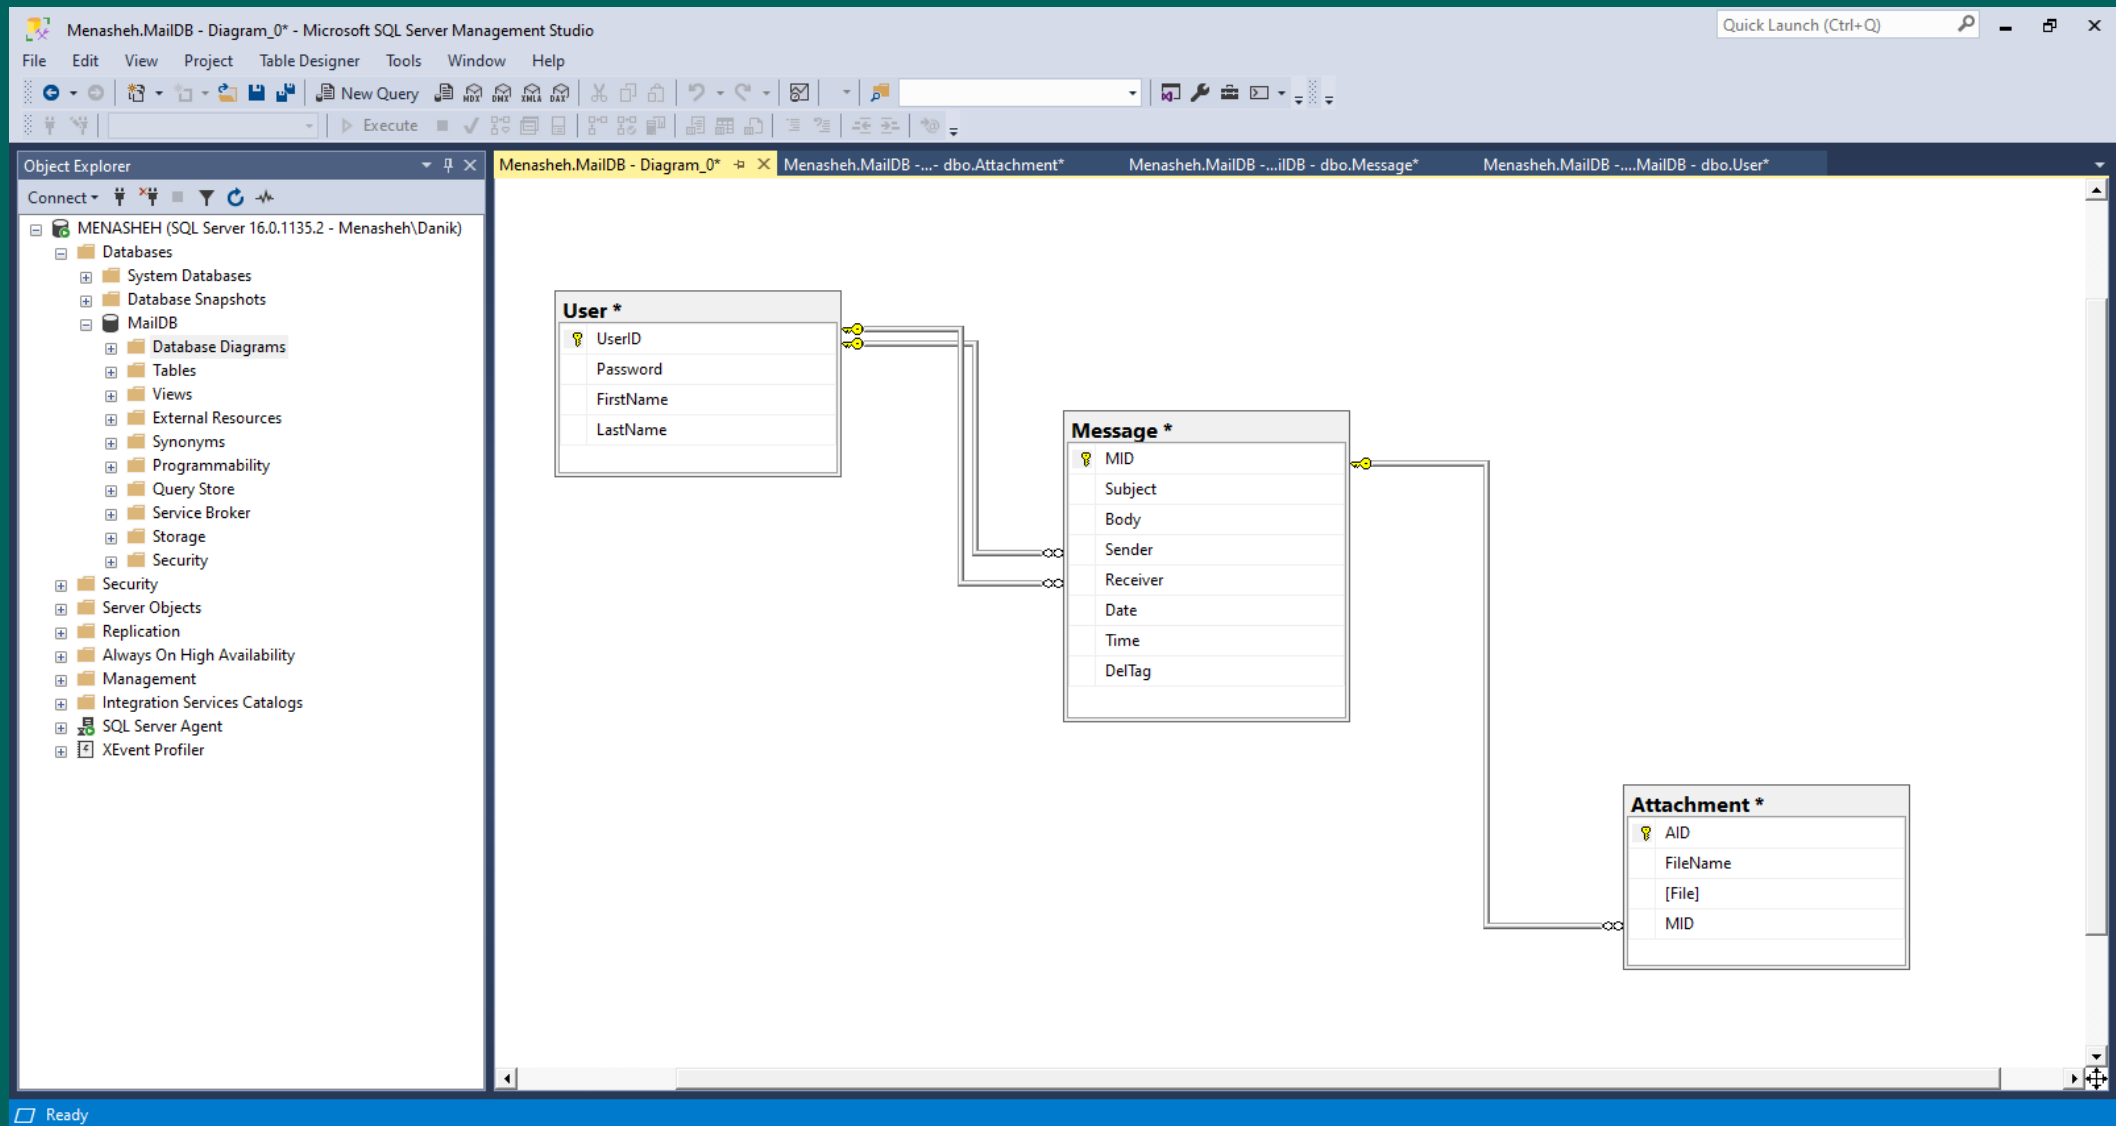 Menasheh.MailDB - Diagram_0* - Microsoft SQL Server Management Studio
Quick Launch (Ctrl+Q)
File Edit View Project Table Designer Tools Window Help
New Query MDX DMX XMLA DAX
Execute
Object Explorer
Menasheh.MailDB - Diagram_0* Menasheh.MailDB -...- dbo.Attachment* Menasheh.MailDB -...ilDB - dbo.Message* Menasheh.MailDB -....MailDB - dbo.User*
Connect
MENASHEH (SQL Server 16.0.1135.2 - Menasheh\Danik)
Databases
System Databases
Database Snapshots
MailDB
Database Diagrams
Tables
Views
External Resources
Synonyms
Programmability
Query Store
Service Broker
Storage
Security
Security
Server Objects
Replication
Always On High Availability
Management
Integration Services Catalogs
SQL Server Agent
XEvent Profiler
User *
UserID
Password
FirstName
LastName
Message *
MID
Subject
Body
Sender
Receiver
Date
Time
DelTag
Attachment *
AID
FileName
[File]
MID
Ready